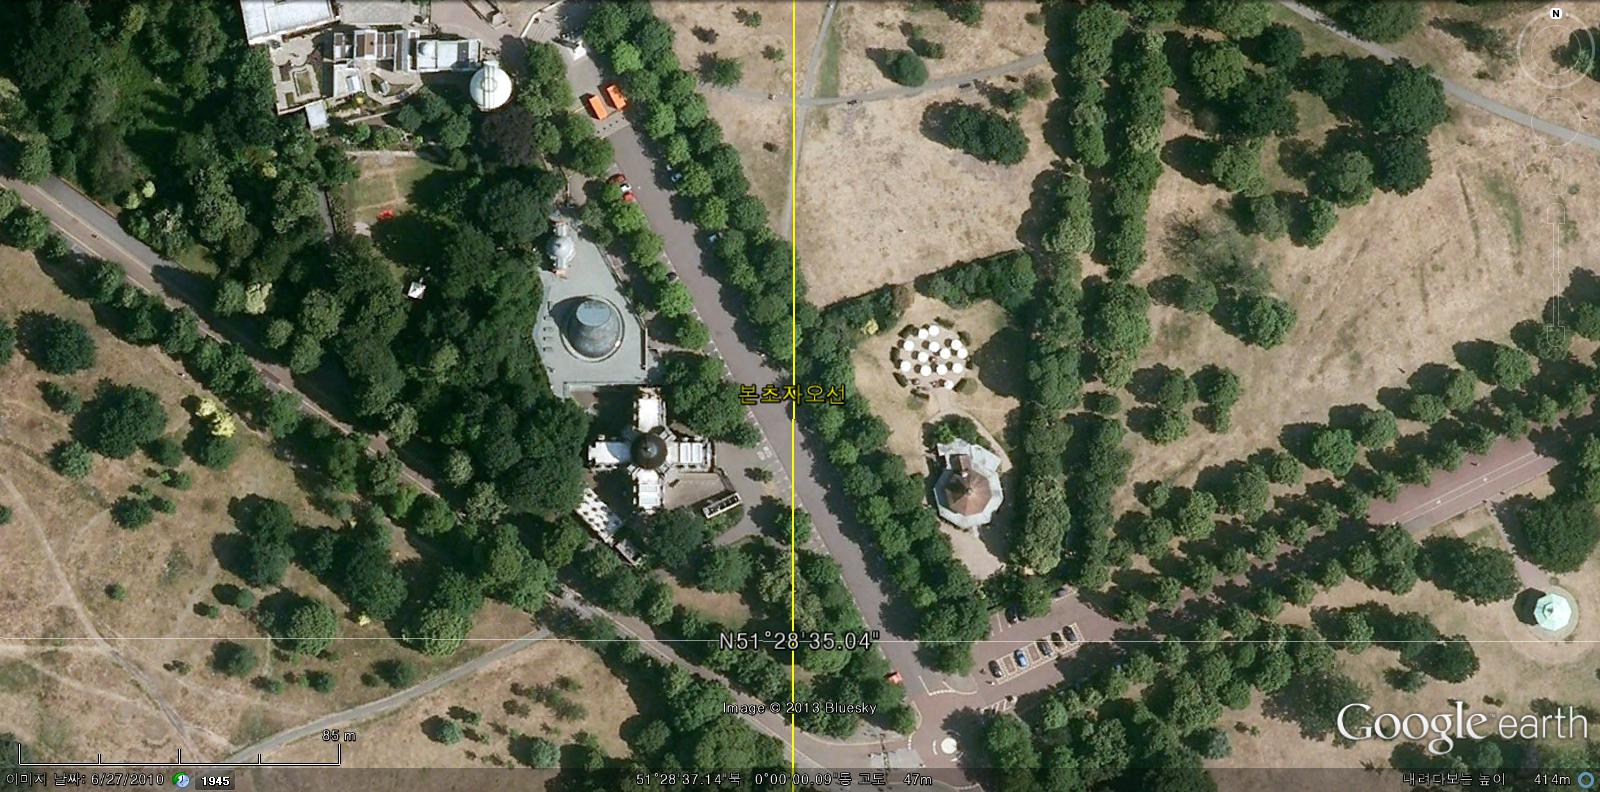 N
본초자오선
N51°28'35.04"
Image © 2013 Bluesky
Google earth
85 m
이미지 날짜: 6/27/2010 1945 51°28'37.14"북 0°00'00.09"동 고도 47m 내려다보는 높이 414m